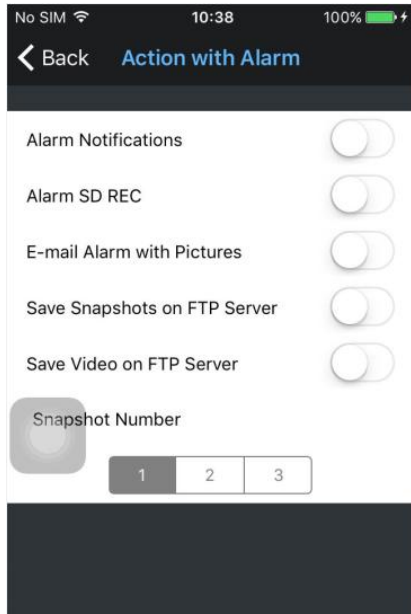 No SIM 10:38 100%
Back Action with Alarm
Alarm Notifications
Alarm SD REC
E-mail Alarm with Pictures
Save Snapshots on FTP Server
Save Video on FTP Server
Snapshot Number
1 2 3